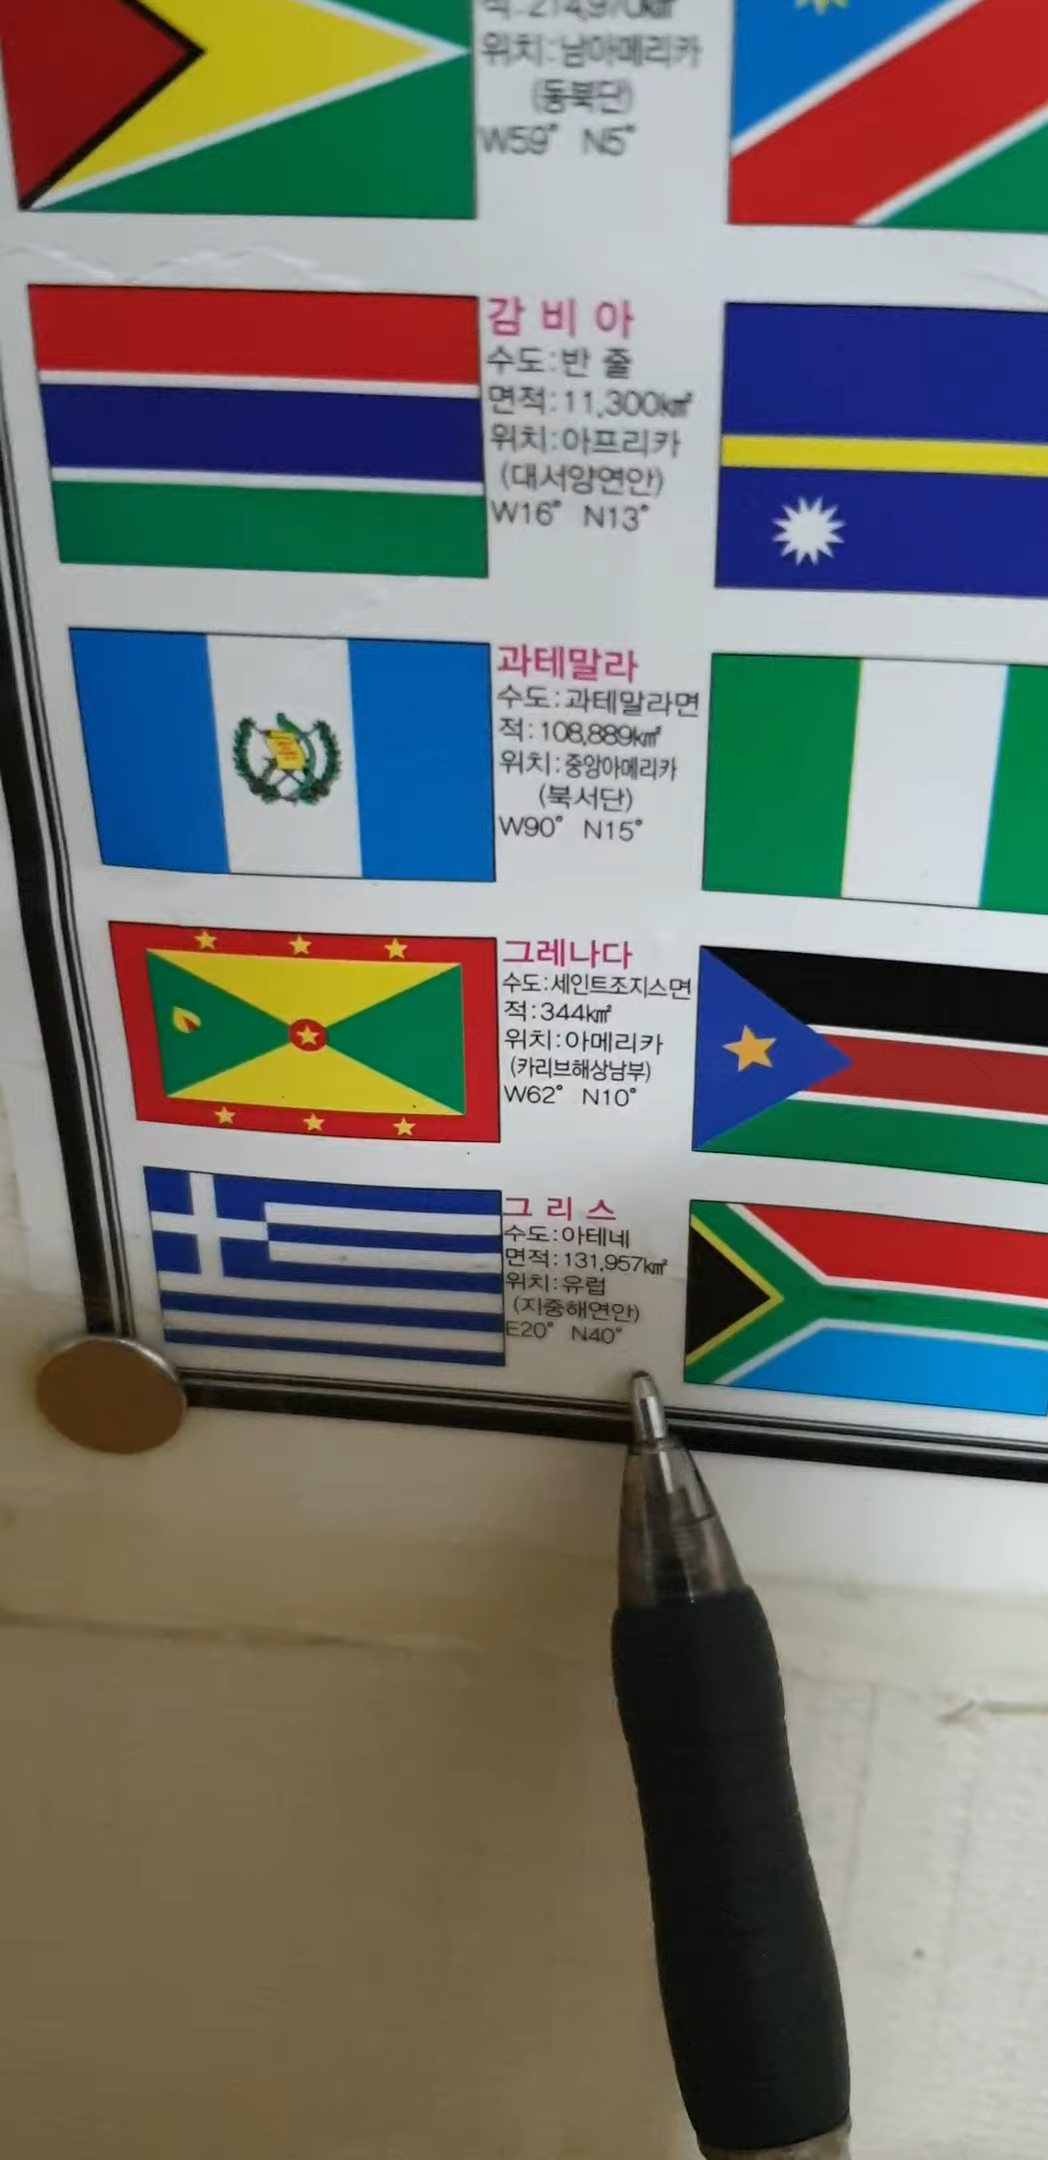 적:214,970㎢
위치:남아메리카
(동북단)
W59° N5°
감 비 아
수도:반 줄
면적:11,300㎢
위치:아프리카
(대서양연안)
W16° N13°
과테말라
수도:과테말라면
적:108,889㎢
위치:중앙아메리카
(북서단)
W90° N15°
그레나다
수도:세인트조지스면
적:344㎢
위치:아메리카
(카리브해상남부)
W62° N10°
그 리 스
수도:아테네
면적:131,957㎢
위치:유럽
(지중해연안)
E20° N40°